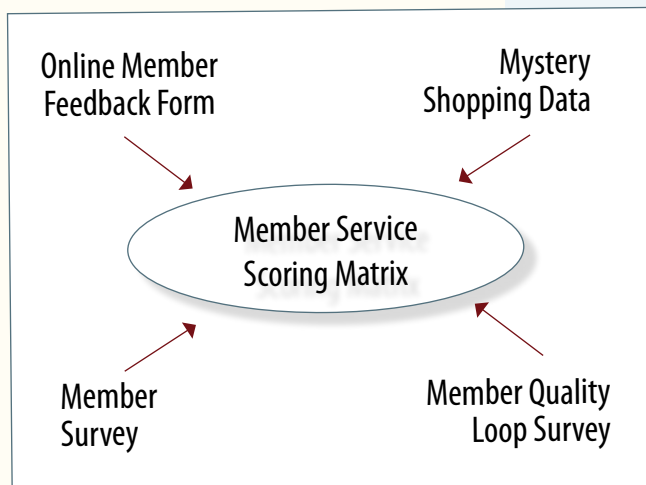 Online Member
Feedback Form
Mystery
Shopping Data
Member Service
Scoring Matrix
Member
Survey
Member Quality
Loop Survey